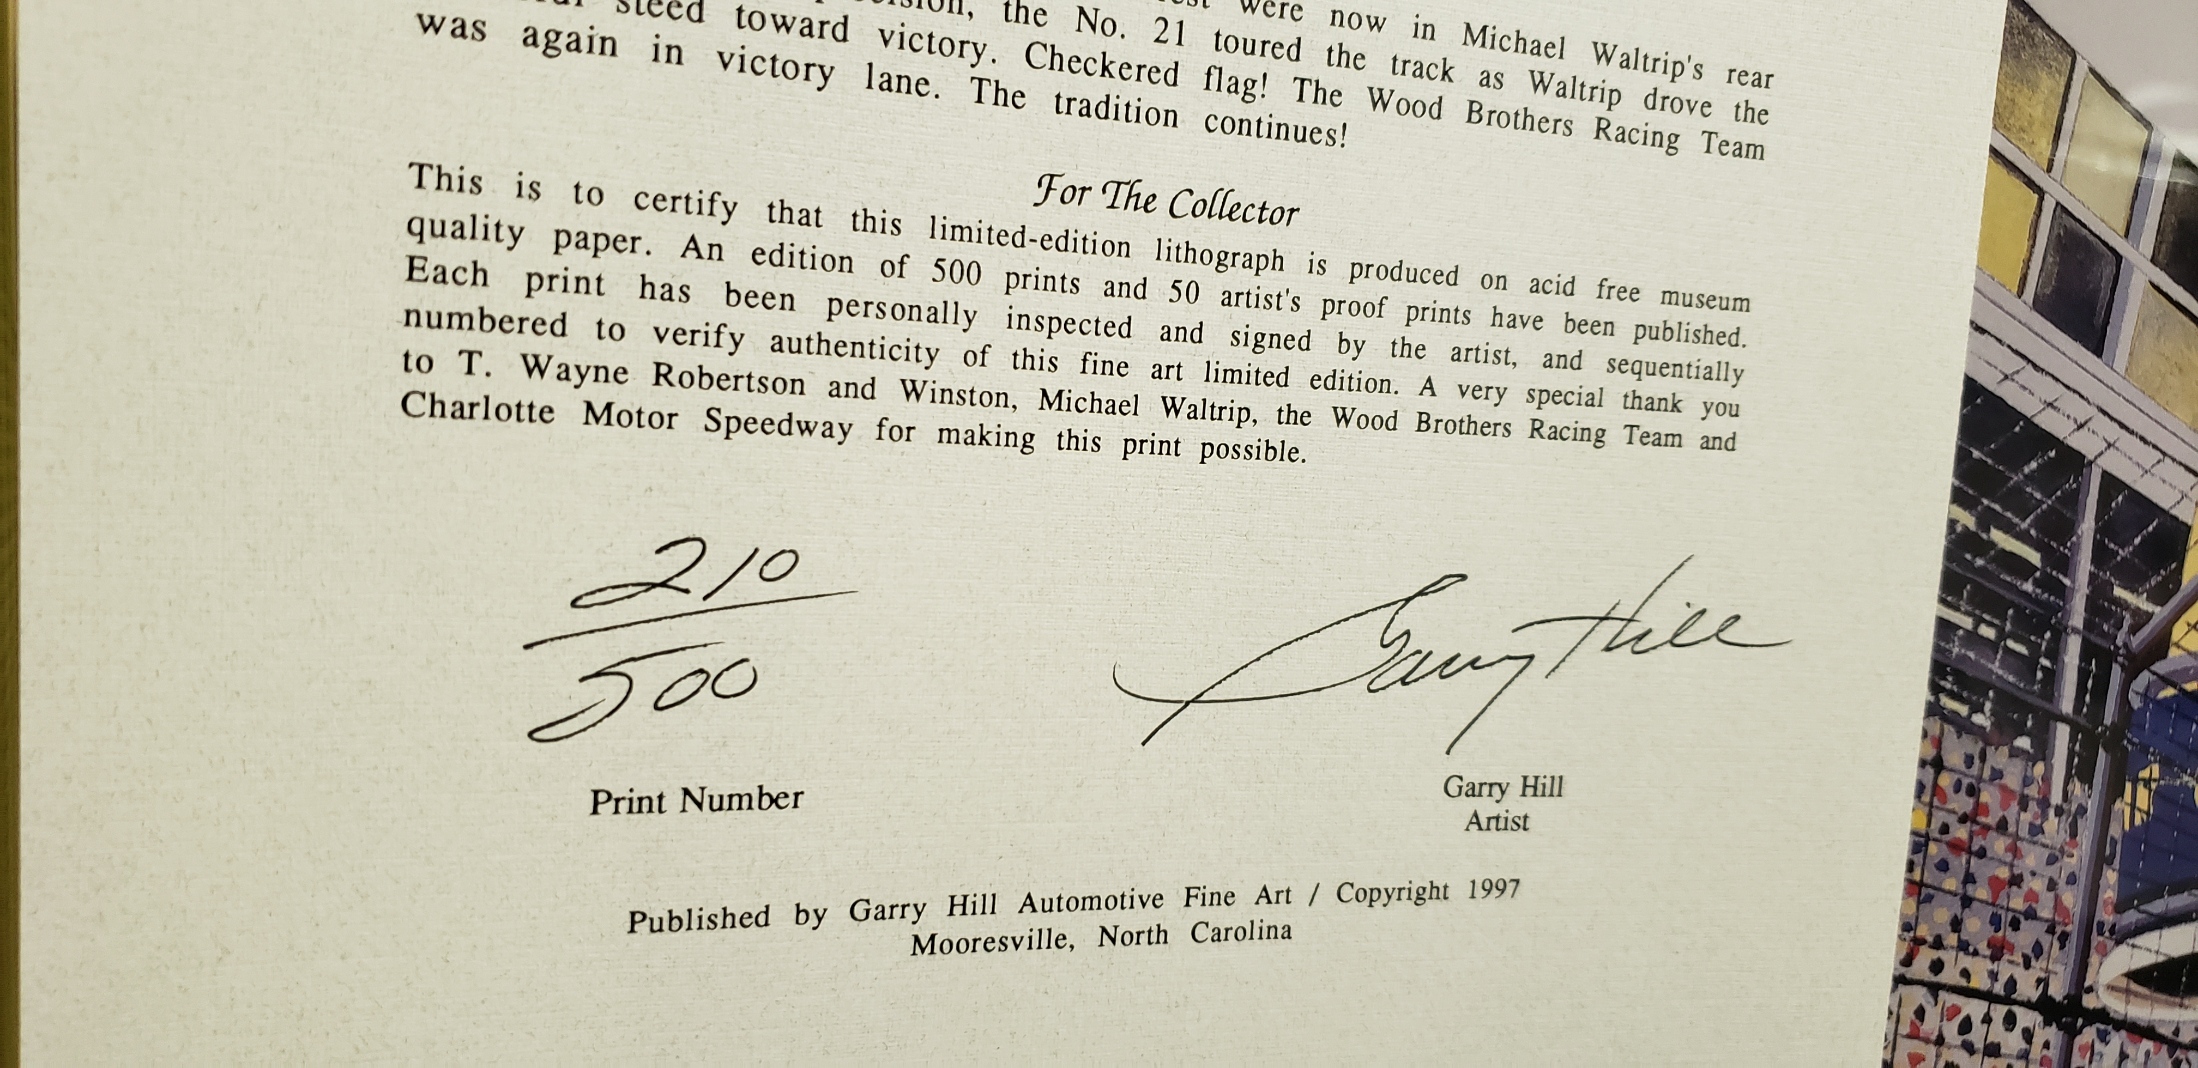 were now in Michael Waltrip's rear
the No. 21 toured the track as Waltrip drove the
steed toward victory. Checkered flag! The Wood Brothers Racing Team
was again in victory lane. The tradition continues!
For The Collector
This is to certify that this limited-edition lithograph is produced on acid free museum
quality paper. An edition of 500 prints and 50 artist's proof prints have been published.
Each print has been personally inspected and signed by the artist, and sequentially
numbered to verify authenticity of this fine art limited edition. A very special thank you
to T. Wayne Robertson and Winston, Michael Waltrip, the Wood Brothers Racing Team and
Charlotte Motor Speedway for making this print possible.
210
500
Garry Hill
Print Number
Garry Hill
Artist
Published by Garry Hill Automotive Fine Art / Copyright 1997
Mooresville, North Carolina